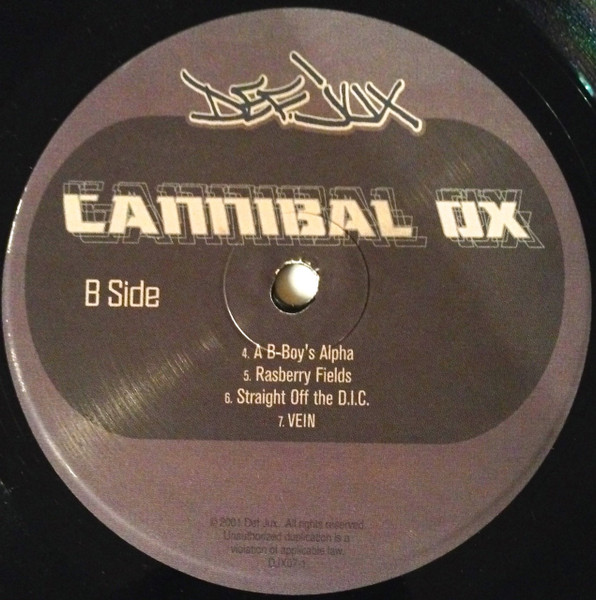 DEF JUX
CANNIBAL OX
B Side
4. A B-Boy's Alpha
5. Rasberry Fields
6. Straight Off the D.I.C.
7. VEIN
© 2001 Def Jux. All rights reserved.
Unauthorized duplication is a
violation of applicable law.
DJX07-1